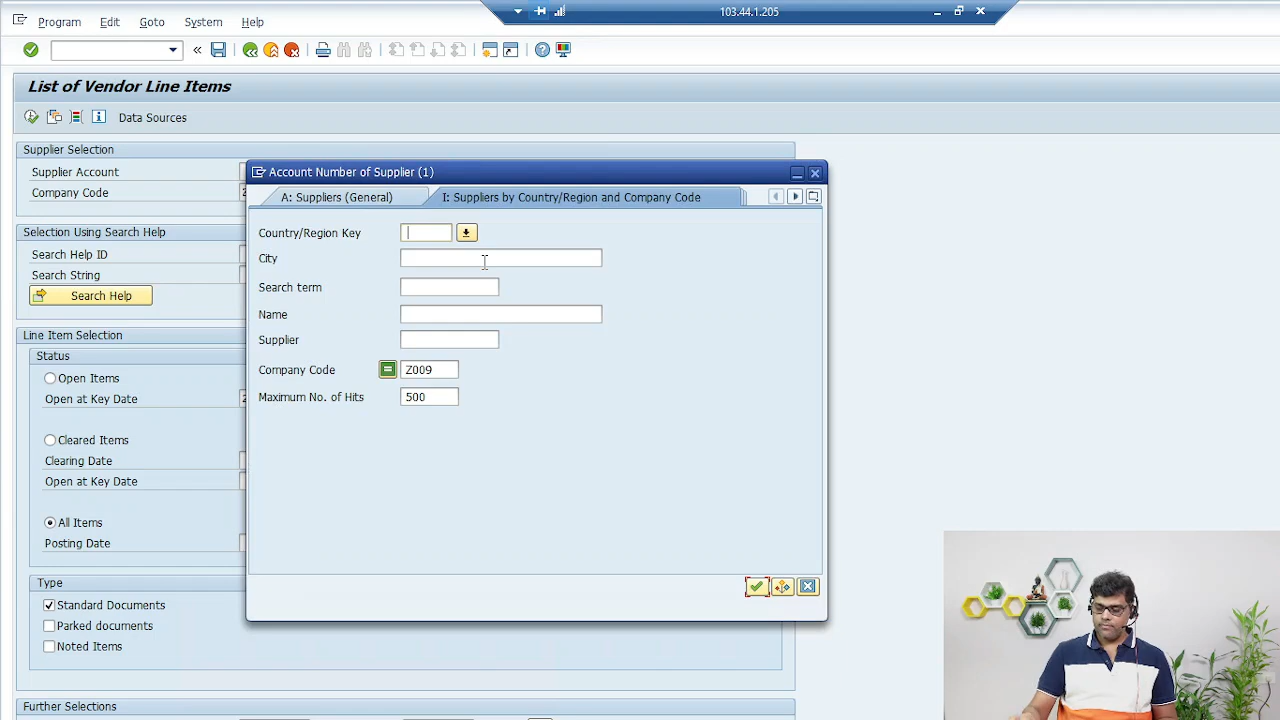 103.44.1.205
Program Edit Goto System Help
List of Vendor Line Items
Data Sources
Supplier Selection
Supplier Account
Company Code
Selection Using Search Help
Search Help ID
Search String
Search Help
Line Item Selection
Status
Open Items
Open at Key Date
Cleared Items
Clearing Date
Open at Key Date
All Items
Posting Date
Type
Standard Documents
Parked documents
Noted Items
Further Selections
Account Number of Supplier (1)
A: Suppliers (General) I: Suppliers by Country/Region and Company Code
Country/Region Key
City
Search term
Name
Supplier
Company Code Z009
Maximum No. of Hits 500